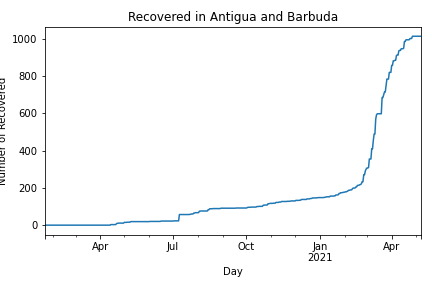 Recovered in Antigua and Barbuda
Number of Recovered
1000
800
600
400
200
0
Apr
Jul
Oct
Jan
2021
Apr
Day